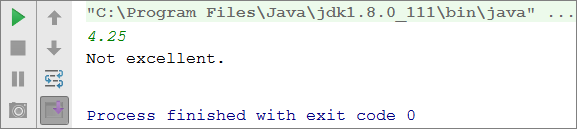 "C:\Program Files\Java\jdk1.8.0_111\bin\java" ...
4.25
Not excellent.
Process finished with exit code 0